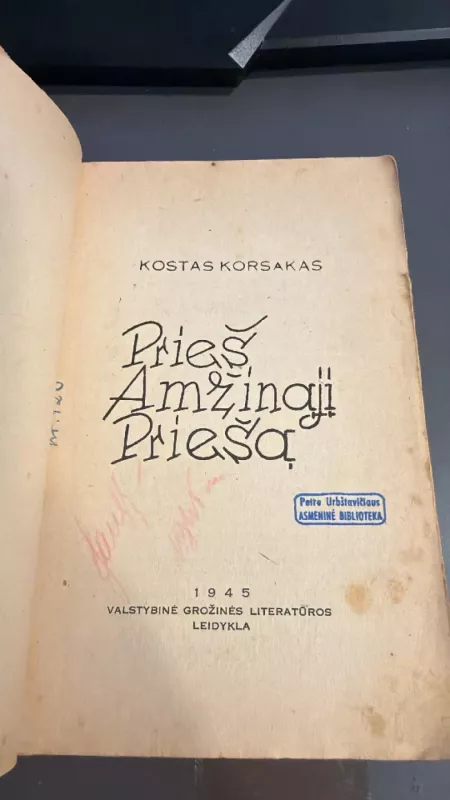 KOSTAS KORSAKAS
Prieš
Amžinąjį
Priešą
Petro Urbštavičiaus
ASMENINĖ BIBLIOTEKA
1945
VALSTYBINĖ GROŽINĖS LITERATŪROS
LEIDYKLA